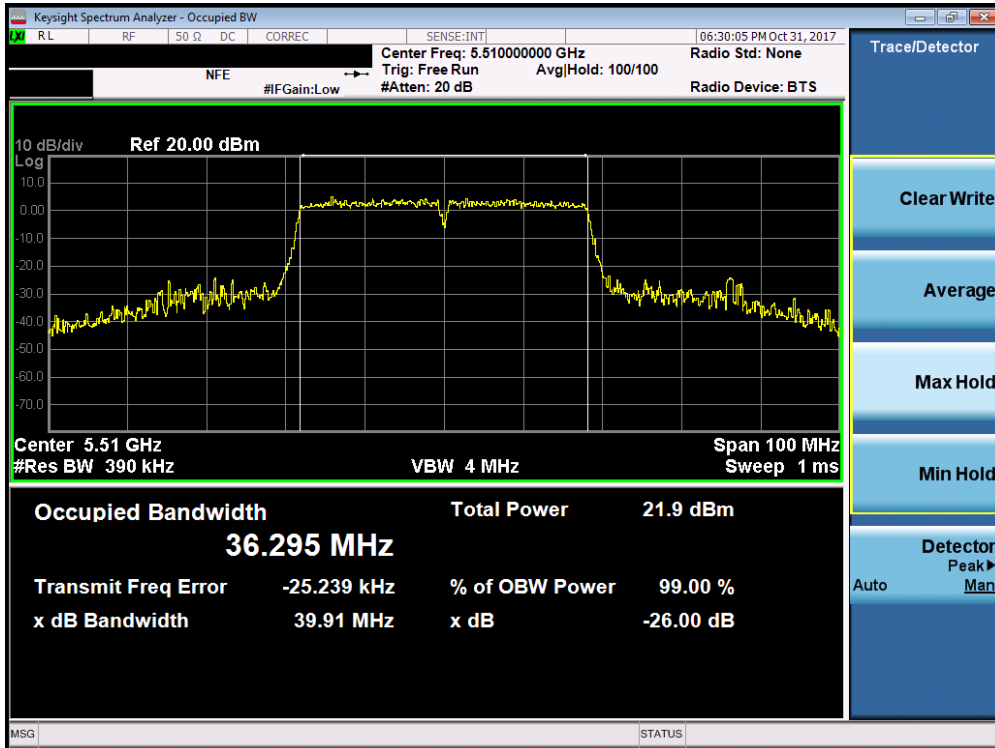 Keysight Spectrum Analyzer - Occupied BW
LXI RL RF 50 Ω DC CORREC SENSE:INT 06:30:05 PM Oct 31, 2017
NFE
#IFGain:Low
Center Freq: 5.510000000 GHz
Trig: Free Run Avg|Hold: 100/100
#Atten: 20 dB
Radio Std: None
Radio Device: BTS
10 dB/div Ref 20.00 dBm
Log
10.0
0.00
-10.0
-20.0
-30.0
-40.0
-50.0
-60.0
-70.0
Center 5.51 GHz Span 100 MHz
#Res BW 390 kHz VBW 4 MHz Sweep 1 ms
Occupied Bandwidth Total Power 21.9 dBm
36.295 MHz
Transmit Freq Error -25.239 kHz % of OBW Power 99.00 %
x dB Bandwidth 39.91 MHz x dB -26.00 dB
Trace/Detector
Clear Write
Average
Max Hold
Min Hold
Detector
Peak▶
Auto Man
MSG STATUS